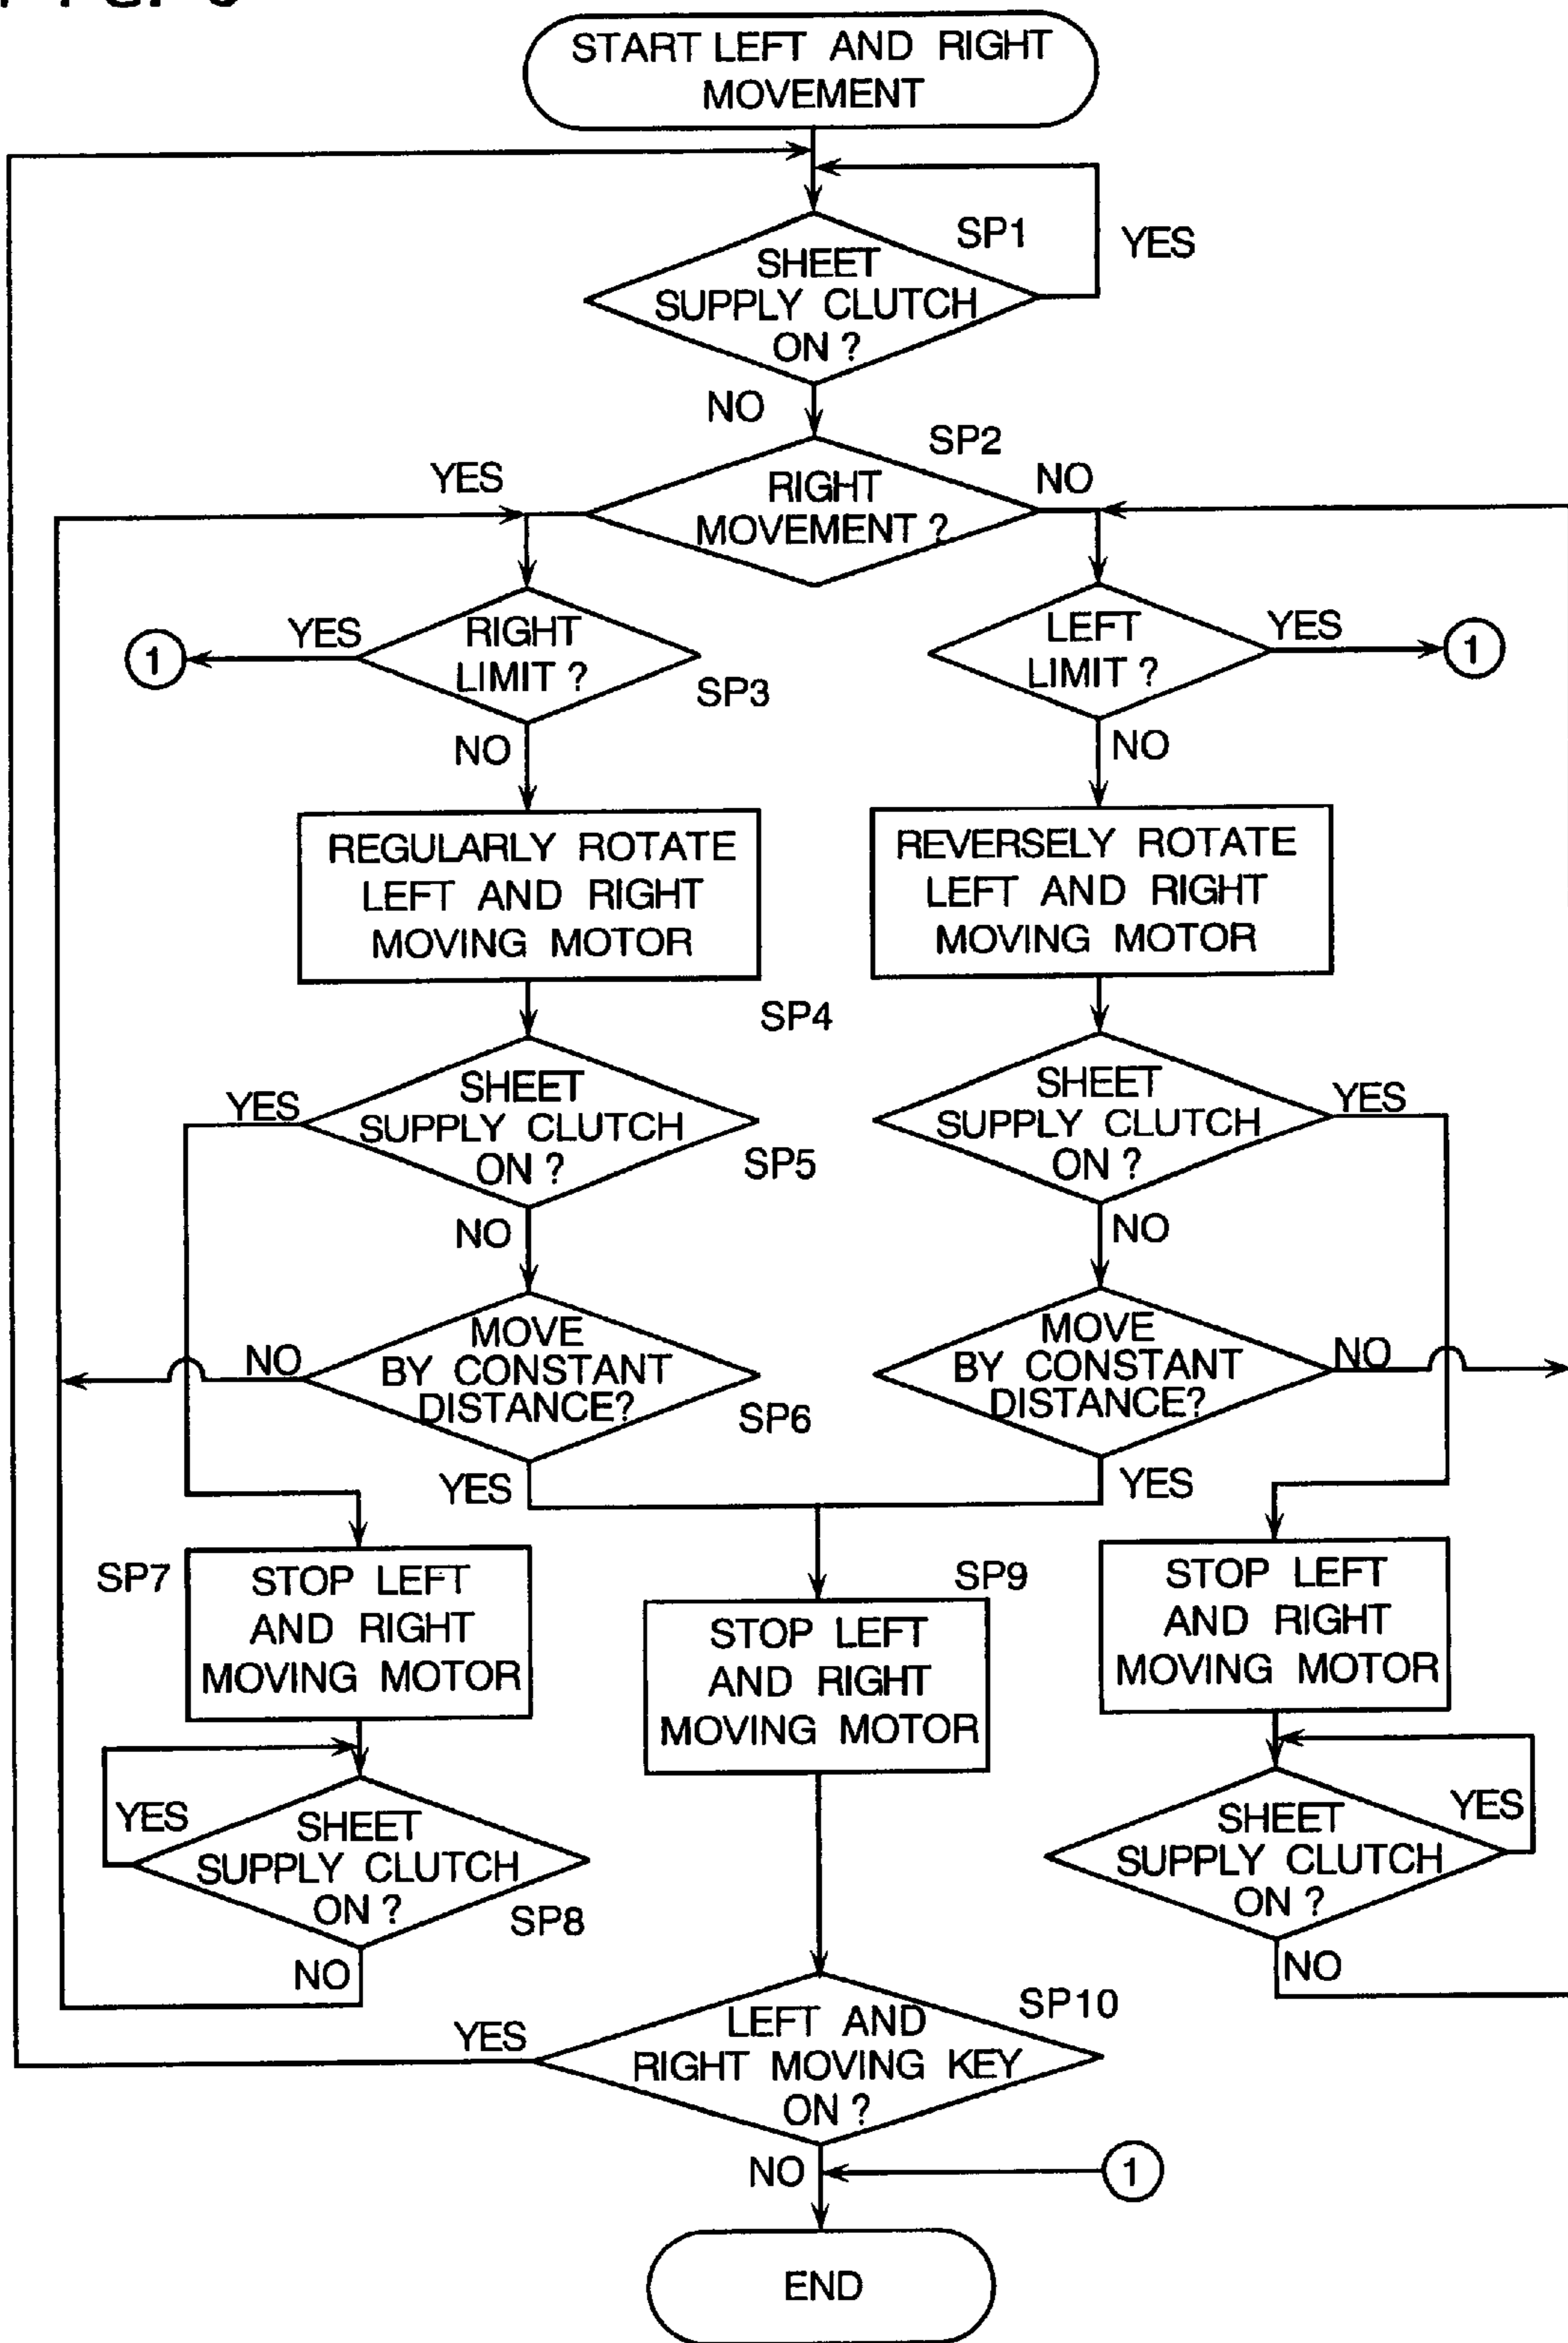 START LEFT AND RIGHT
MOVEMENT
SP1
YES
SHEET
SUPPLY CLUTCH
ON ?
NO
SP2
YES
RIGHT
MOVEMENT ?
NO
1
YES
RIGHT
LIMIT ?
SP3
LEFT
LIMIT ?
YES
1
NO
NO
REGULARLY ROTATE
LEFT AND RIGHT
MOVING MOTOR
REVERSELY ROTATE
LEFT AND RIGHT
MOVING MOTOR
SP4
YES
SHEET
SUPPLY CLUTCH
ON ?
SP5
SHEET
SUPPLY CLUTCH
ON ?
YES
NO
NO
NO
MOVE
BY CONSTANT
DISTANCE?
SP6
MOVE
BY CONSTANT
DISTANCE?
NO
YES
YES
SP7
STOP LEFT
AND RIGHT
MOVING MOTOR
SP9
STOP LEFT
AND RIGHT
MOVING MOTOR
STOP LEFT
AND RIGHT
MOVING MOTOR
YES
SHEET
SUPPLY CLUTCH
ON ?
SP8
NO
YES
SHEET
SUPPLY CLUTCH
ON ?
NO
SP10
YES
LEFT AND
RIGHT MOVING KEY
ON ?
NO
1
END